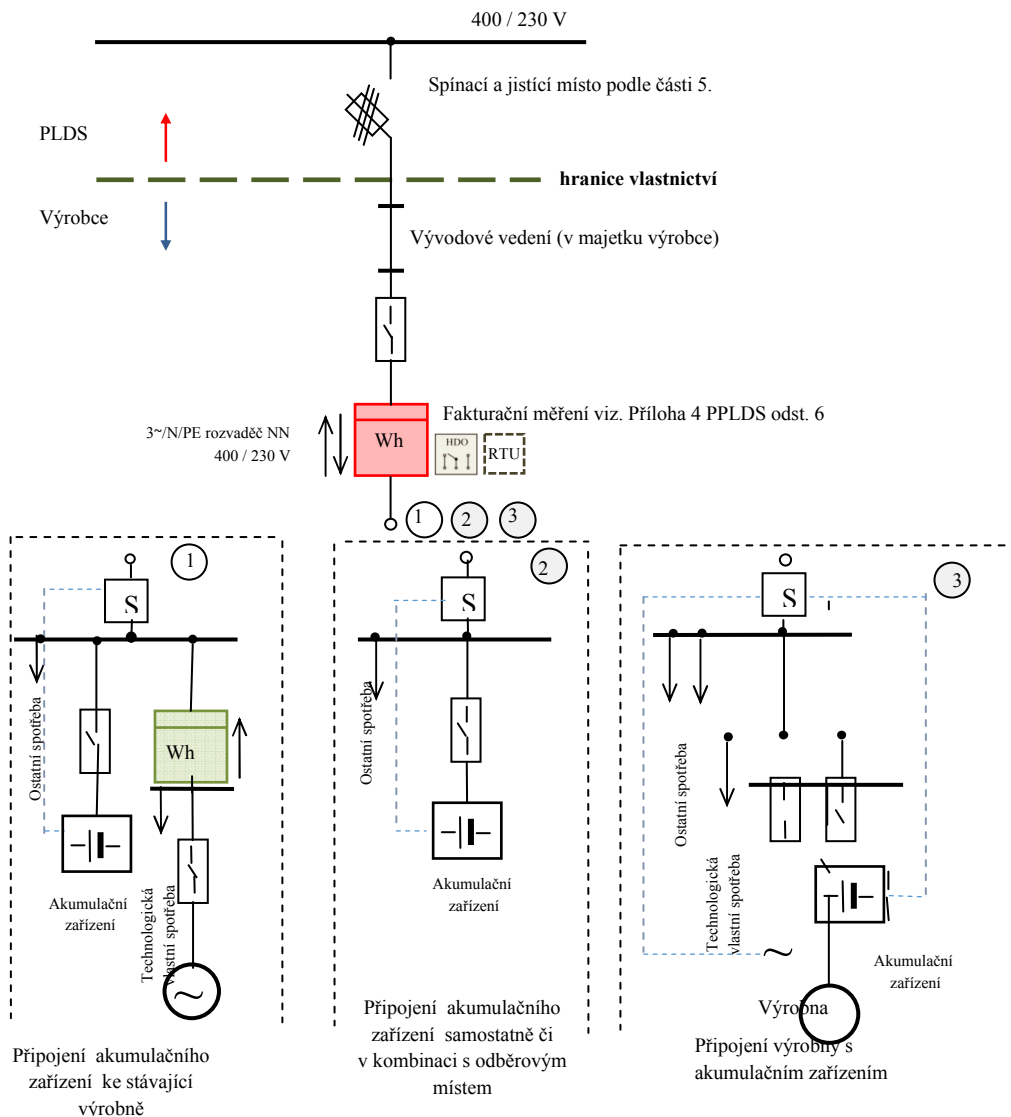 400 / 230 V
Spínací a jistící místo podle části 5.
PLDS
hranice vlastnictví
Výrobce
Vývodové vedení (v majetku výrobce)
Fakturační měření viz. Příloha 4 PPLDS odst. 6
3~/N/PE rozvaděč NN
400 / 230 V
Wh
HDO
RTU
1
2
3
1
S
Ostatní spotřeba
Wh
Akumulační
zařízení
Technologická
vlastní spotřeba
~
Připojení akumulačního
zařízení ke stávající
výrobně
2
S
Ostatní spotřeba
Akumulační
zařízení
Připojení akumulačního
zařízení samostatně či
v kombinaci s odběrovým
místem
3
S
Ostatní spotřeba
Technologická
vlastní spotřeba
~
Akumulační
zařízení
Výrobna
Připojení výrobny s
akumulačním zařízením